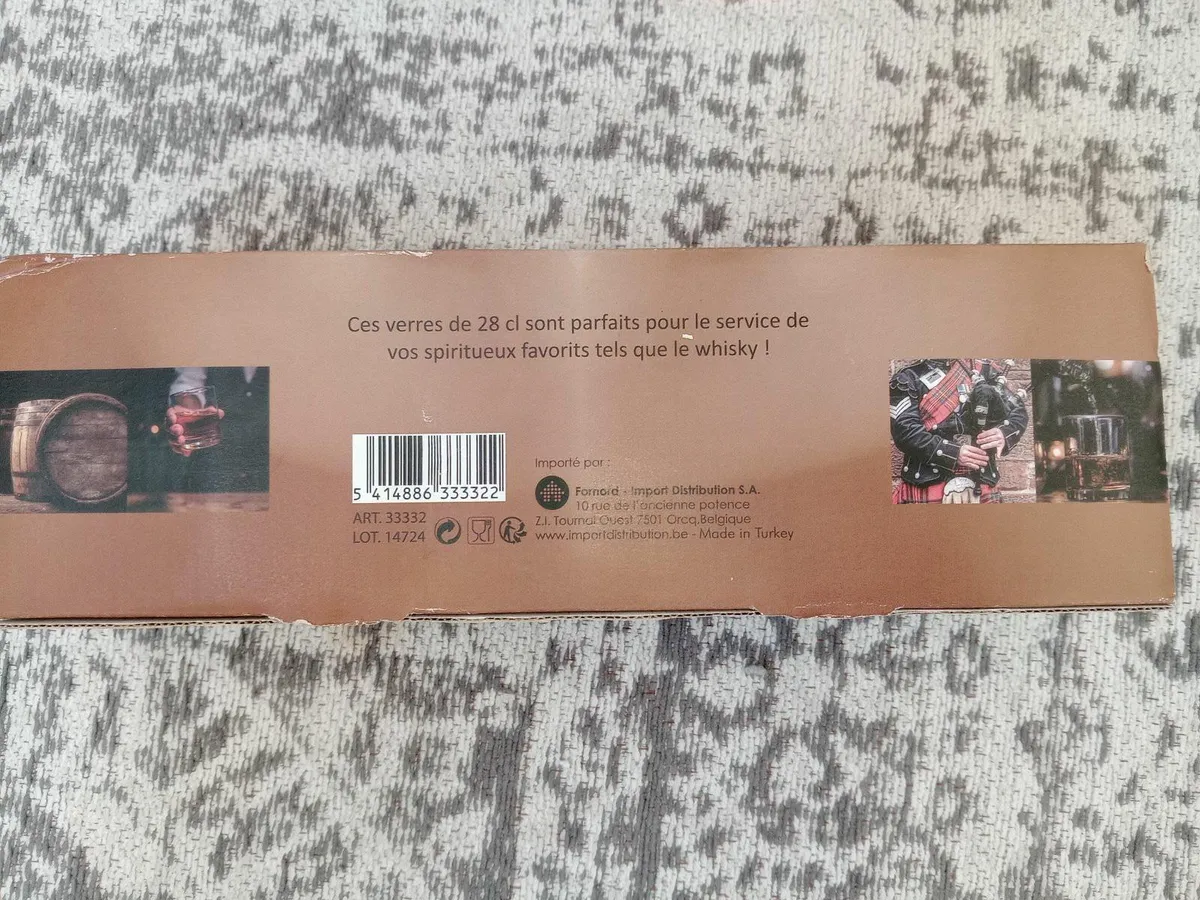 Ces verres de 28 cl sont parfaits pour le service de
vos spiritueux favorits tels que le whisky !
5 414886 333322
ART. 33332
LOT. 14724
Importé par :
Farnord - Import Distribution S.A.
10 rue de l'ancienne potence
Z.I. Tournai Ouest 7501 Orcq.Belgique
www.importdistribution.be - Made in Turkey